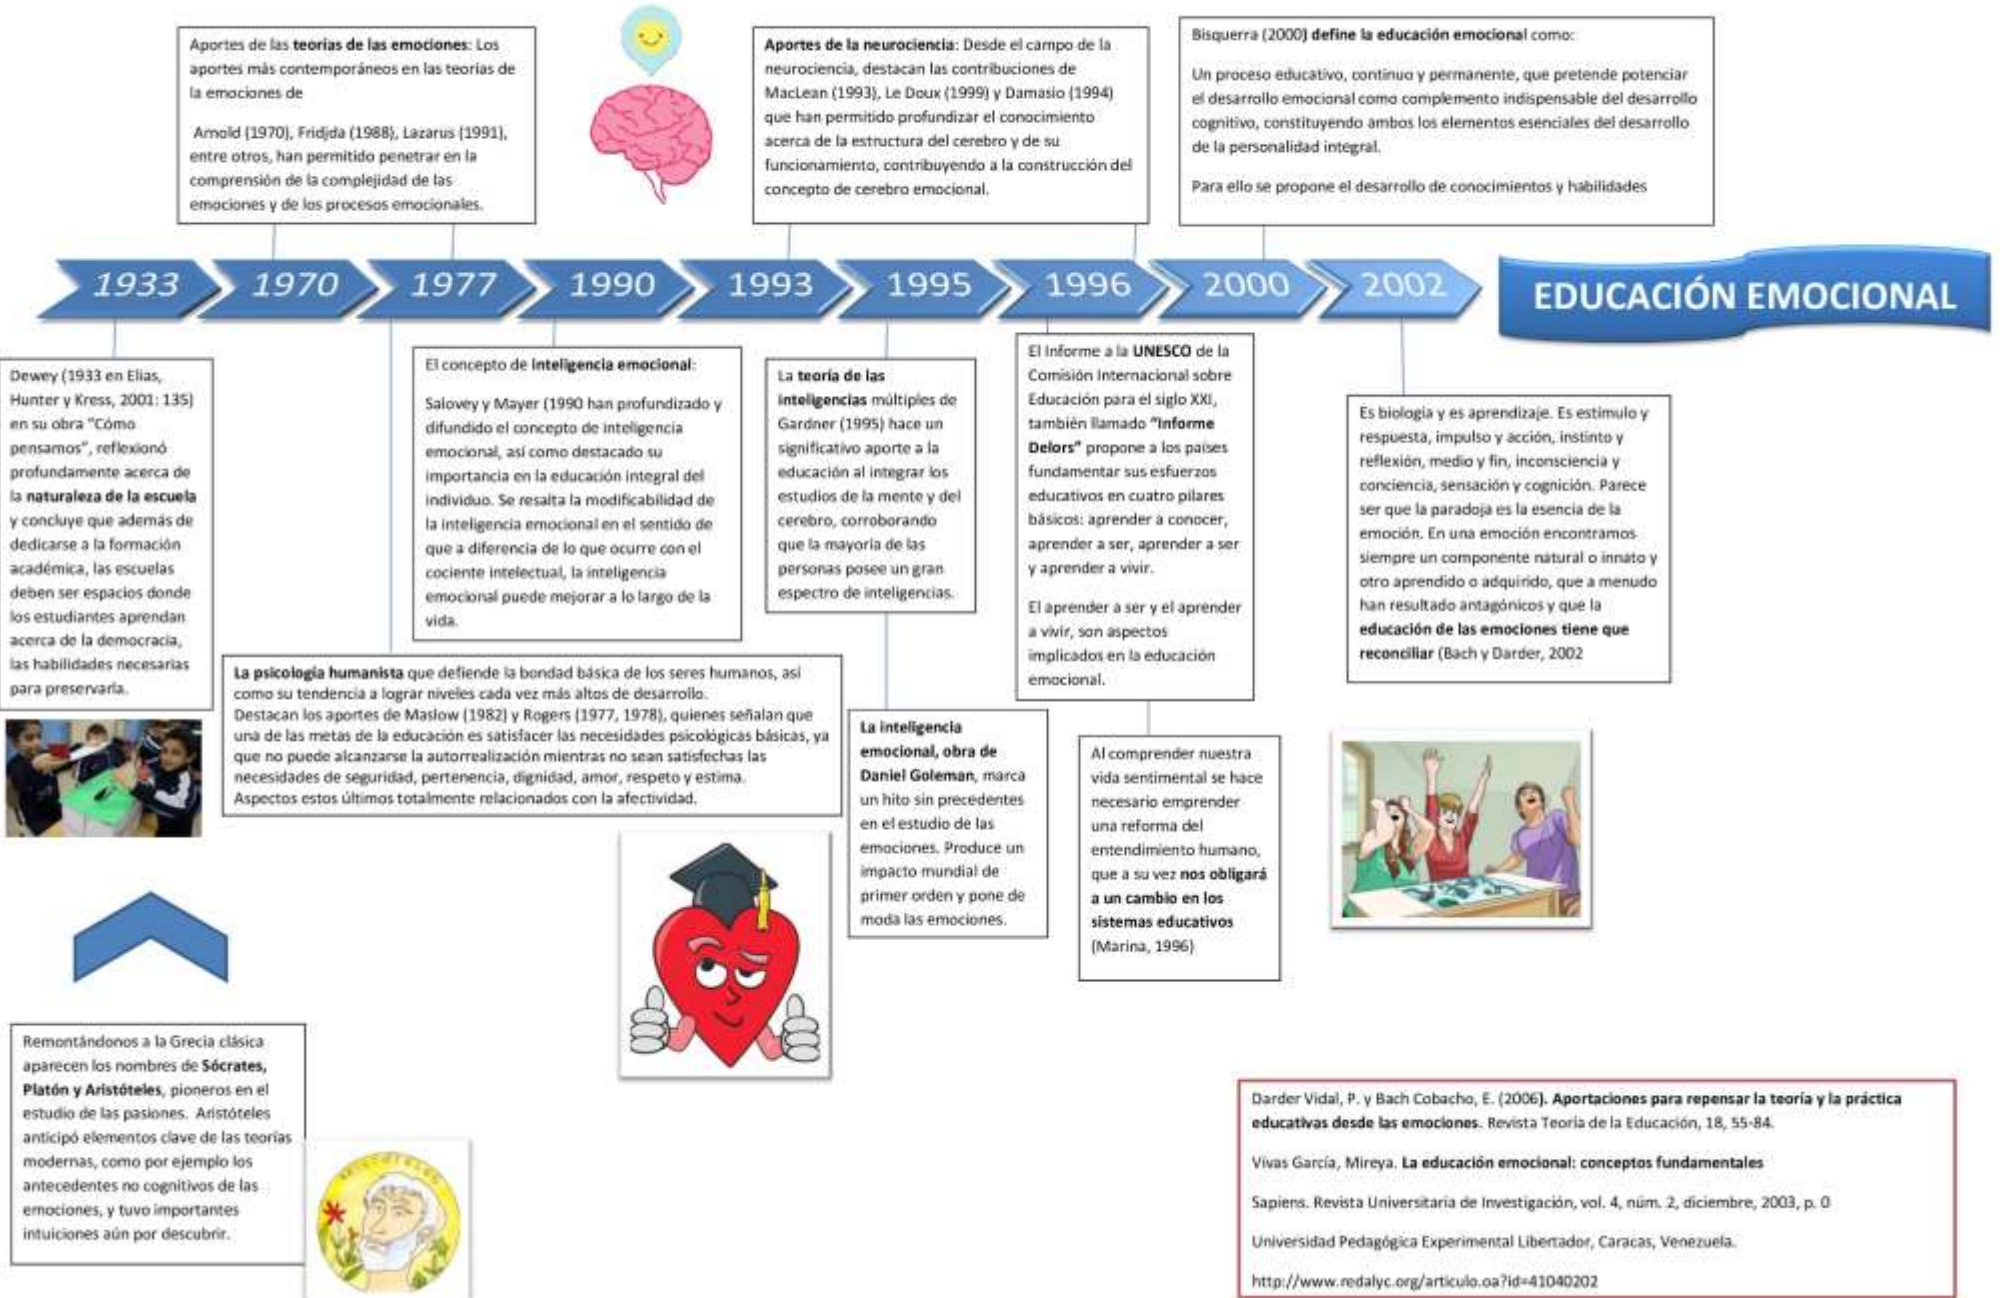 Aportes de las teorías de las emociones: Los
aportes más contemporáneos en las teorías de
la emociones de
Arnold (1970), Fridjda (1988), Lazarus (1991),
entre otros, han permitido penetrar en la
comprensión de la complejidad de las
emociones y de los procesos emocionales.
Aportes de la neurociencia: Desde el campo de la
neurociencia, destacan las contribuciones de
MacLean (1993), Le Doux (1999) y Damasio (1994)
que han permitido profundizar el conocimiento
acerca de la estructura del cerebro y de su
funcionamiento, contribuyendo a la construcción del
concepto de cerebro emocional.
Bisquerra (2000) define la educación emocional como:
Un proceso educativo, continuo y permanente, que pretende potenciar
el desarrollo emocional como complemento indispensable del desarrollo
cognitivo, constituyendo ambos los elementos esenciales del desarrollo
de la personalidad integral.
Para ello se propone el desarrollo de conocimientos y habilidades
1933 1970 1977 1990 1993 1995 1996 2000 2002
EDUCACIÓN EMOCIONAL
Dewey (1933 en Elias,
Hunter y Kress, 2001: 135)
en su obra "Cómo
pensamos", reflexionó
profundamente acerca de
la naturaleza de la escuela
y concluye que además de
dedicarse a la formación
académica, las escuelas
deben ser espacios donde
los estudiantes aprendan
acerca de la democracia,
las habilidades necesarias
para preservarla.
El concepto de inteligencia emocional:
Salovey y Mayer (1990 han profundizado y
difundido el concepto de inteligencia
emocional, así como destacado su
importancia en la educación integral del
individuo. Se resalta la modificabilidad de
la inteligencia emocional en el sentido de
que a diferencia de lo que ocurre con el
cociente intelectual, la inteligencia
emocional puede mejorar a lo largo de la
vida.
La psicología humanista que defiende la bondad básica de los seres humanos, así
como su tendencia a lograr niveles cada vez más altos de desarrollo.
Destacan los aportes de Maslow (1982) y Rogers (1977, 1978), quienes señalan que
una de las metas de la educación es satisfacer las necesidades psicológicas básicas, ya
que no puede alcanzarse la autorrealización mientras no sean satisfechas las
necesidades de seguridad, pertenencia, dignidad, amor, respeto y estima.
Aspectos estos últimos totalmente relacionados con la afectividad.
La teoría de las
inteligencias múltiples de
Gardner (1995) hace un
significativo aporte a la
educación al integrar los
estudios de la mente y del
cerebro, corroborando
que la mayoría de las
personas posee un gran
espectro de inteligencias.
La inteligencia
emocional, obra de
Daniel Goleman, marca
un hito sin precedentes
en el estudio de las
emociones. Produce un
impacto mundial de
primer orden y pone de
moda las emociones.
El Informe a la UNESCO de la
Comisión Internacional sobre
Educación para el siglo XXI,
también llamado "Informe
Delors" propone a los países
fundamentar sus esfuerzos
educativos en cuatro pilares
básicos: aprender a conocer,
aprender a ser, aprender a ser
y aprender a vivir.
El aprender a ser y el aprender
a vivir, son aspectos
implicados en la educación
emocional.
Al comprender nuestra
vida sentimental se hace
necesario emprender
una reforma del
entendimiento humano,
que a su vez nos obligará
a un cambio en los
sistemas educativos
(Marina, 1996)
Es biología y es aprendizaje. Es estímulo y
respuesta, impulso y acción, instinto y
reflexión, medio y fin, inconsciencia y
conciencia, sensación y cognición. Parece
ser que la paradoja es la esencia de la
emoción. En una emoción encontramos
siempre un componente natural o innato y
otro aprendido o adquirido, que a menudo
han resultado antagónicos y que la
educación de las emociones tiene que
reconciliar (Bach y Darder, 2002
Remontándonos a la Grecia clásica
aparecen los nombres de Sócrates,
Platón y Aristóteles, pioneros en el
estudio de las pasiones. Aristóteles
anticipó elementos clave de las teorías
modernas, como por ejemplo los
antecedentes no cognitivos de las
emociones, y tuvo importantes
intuiciones aún por descubrir.
ARISTÓTELES
Darder Vidal, P. y Bach Cobacho, E. (2006). Aportaciones para repensar la teoría y la práctica
educativas desde las emociones. Revista Teoría de la Educación, 18, 55-84.
Vivas García, Mireya. La educación emocional: conceptos fundamentales
Sapiens. Revista Universitaria de Investigación, vol. 4, núm. 2, diciembre, 2003, p. 0
Universidad Pedagógica Experimental Libertador, Caracas, Venezuela.
http://www.redalyc.org/articulo.oa?id=41040202